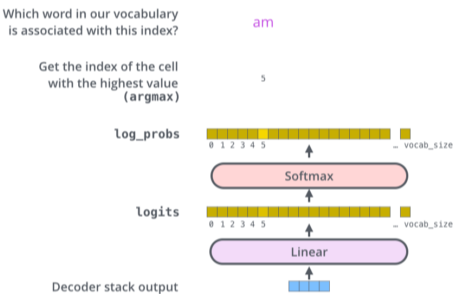 Which word in our vocabulary
is associated with this index?
am
Get the index of the cell
with the highest value
(argmax)
5
log_probs
0 1 2 3 4 5 … vocab_size
Softmax
logits
0 1 2 3 4 5 … vocab_size
Linear
Decoder stack output